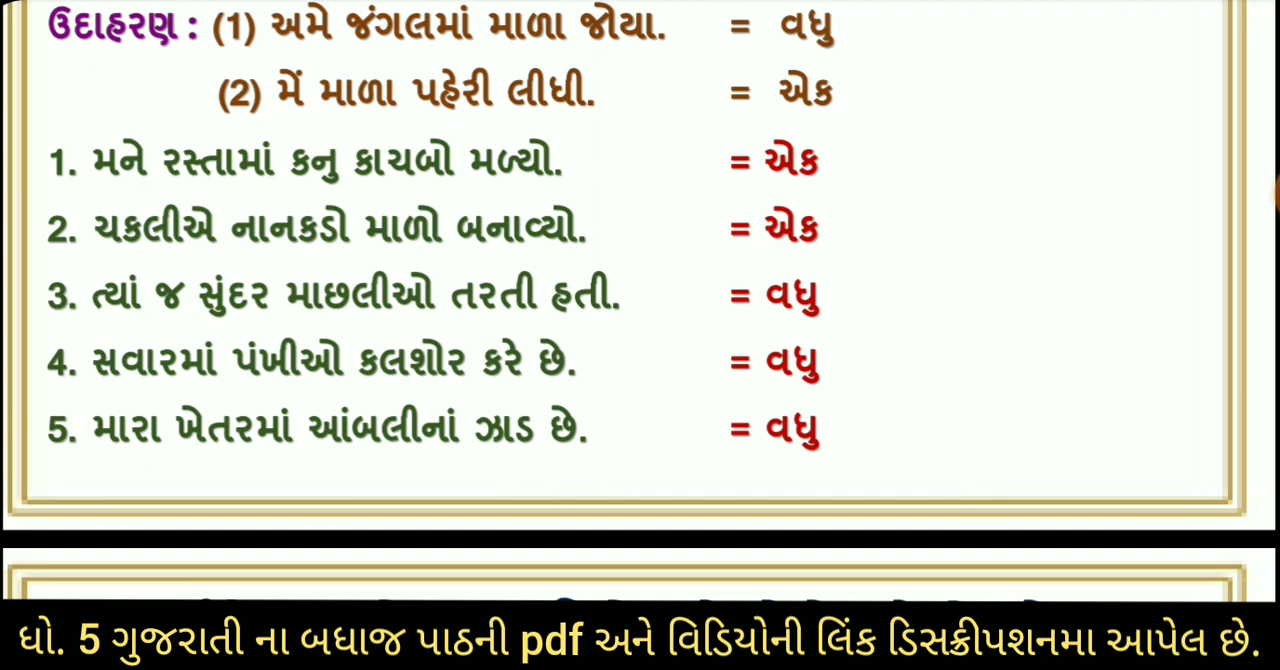 ઉદાહરણ : (1) અમે જંગલમાં માળા જોયા. = વધુ
(2) મેં માળા પહેરી લીધી. = એક
1. મને રસ્તામાં કનુ કાચબો મળ્યો. = એક
2. ચકલીએ નાનકડો માળો બનાવ્યો. = એક
3. ત્યાં જ સુંદર માછલીઓ તરતી હતી. = વધુ
4. સવારમાં પંખીઓ કલશોર કરે છે. = વધુ
5. મારા ખેતરમાં આંબલીનાં ઝાડ છે. = વધુ
ધો. 5 ગુજરાતી ના બધાજ પાઠની pdf અને વિડિયોની લિંક ડિસક્રીપશનમા આપેલ છે.